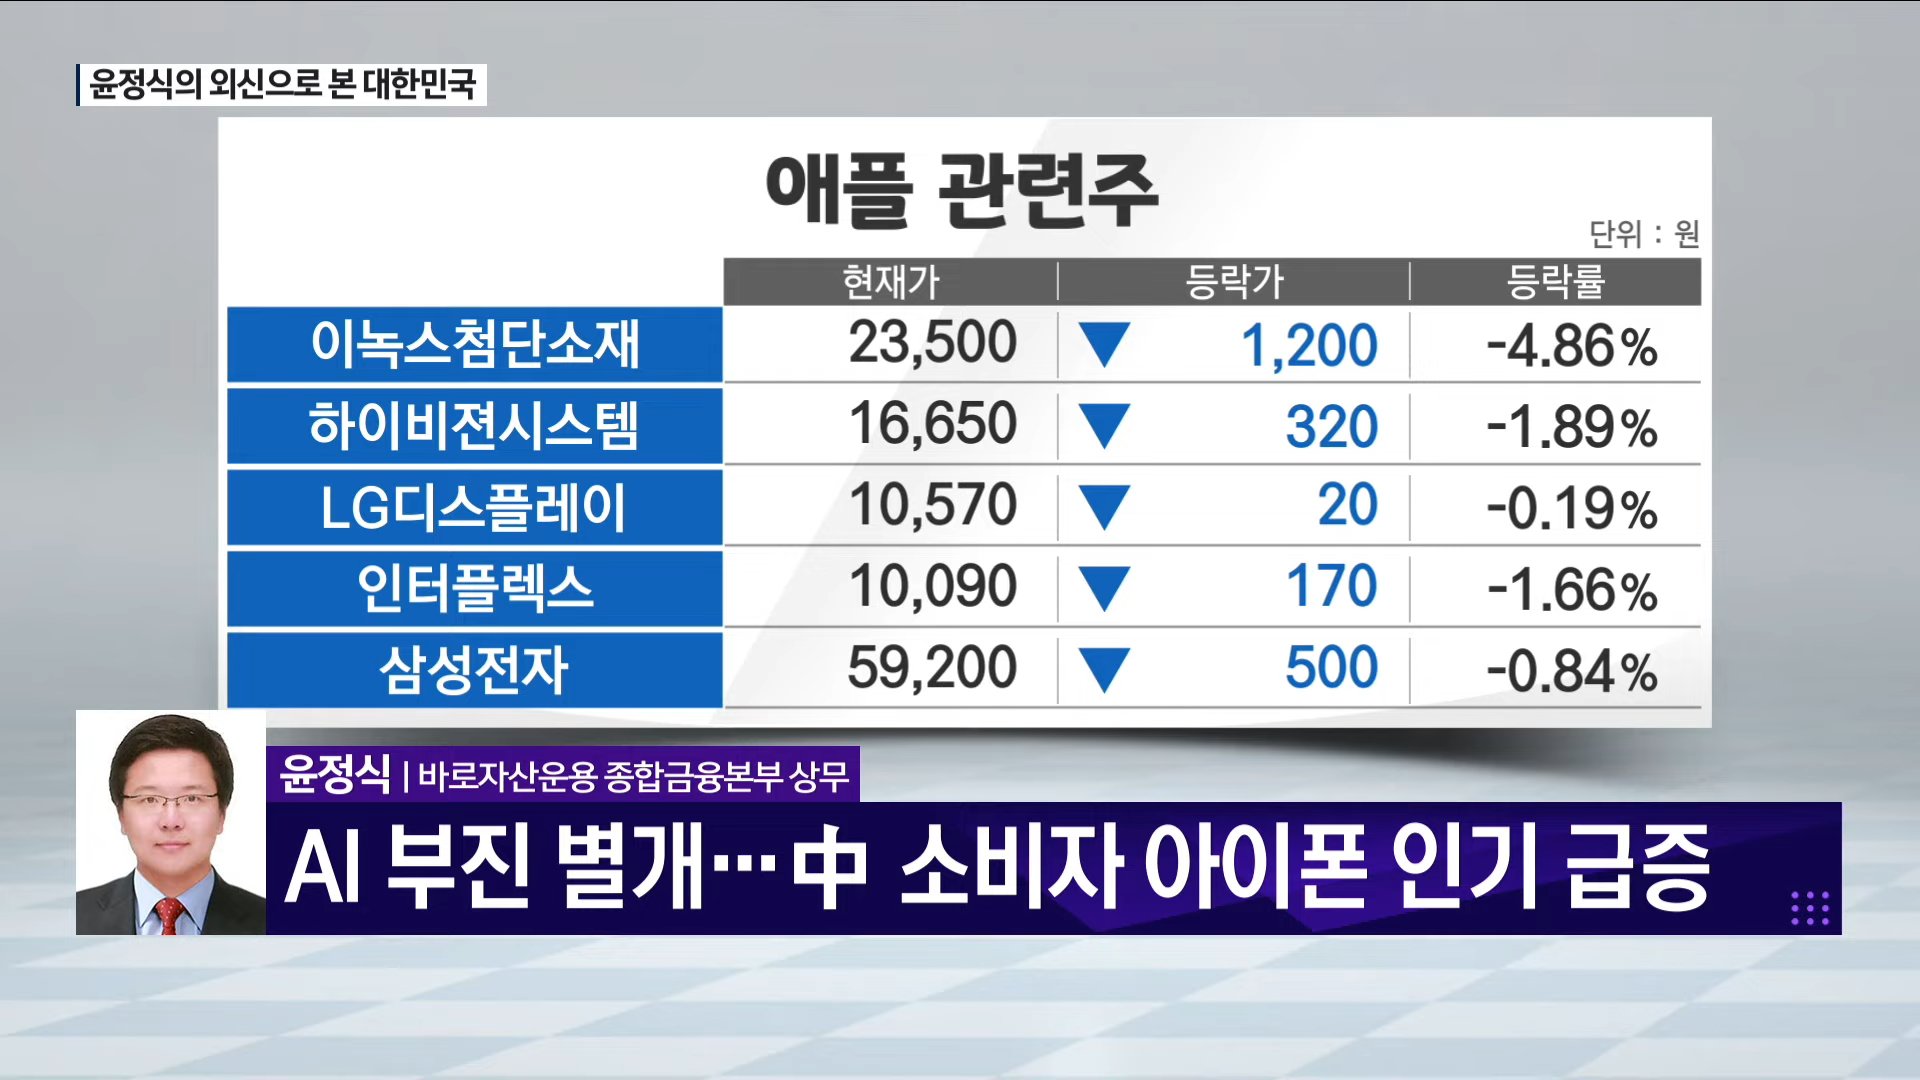 윤정식의 외신으로 본 대한민국
애플 관련주
단위 : 원
현재가 등락가 등락률
이녹스첨단소재 23,500 ▼ 1,200 -4.86%
하이비젼시스템 16,650 ▼ 320 -1.89%
LG디스플레이 10,570 ▼ 20 -0.19%
인터플렉스 10,090 ▼ 170 -1.66%
삼성전자 59,200 ▼ 500 -0.84%
윤정식 | 바로자산운용 종합금융본부 상무
AI 부진 별개…中 소비자 아이폰 인기 급증